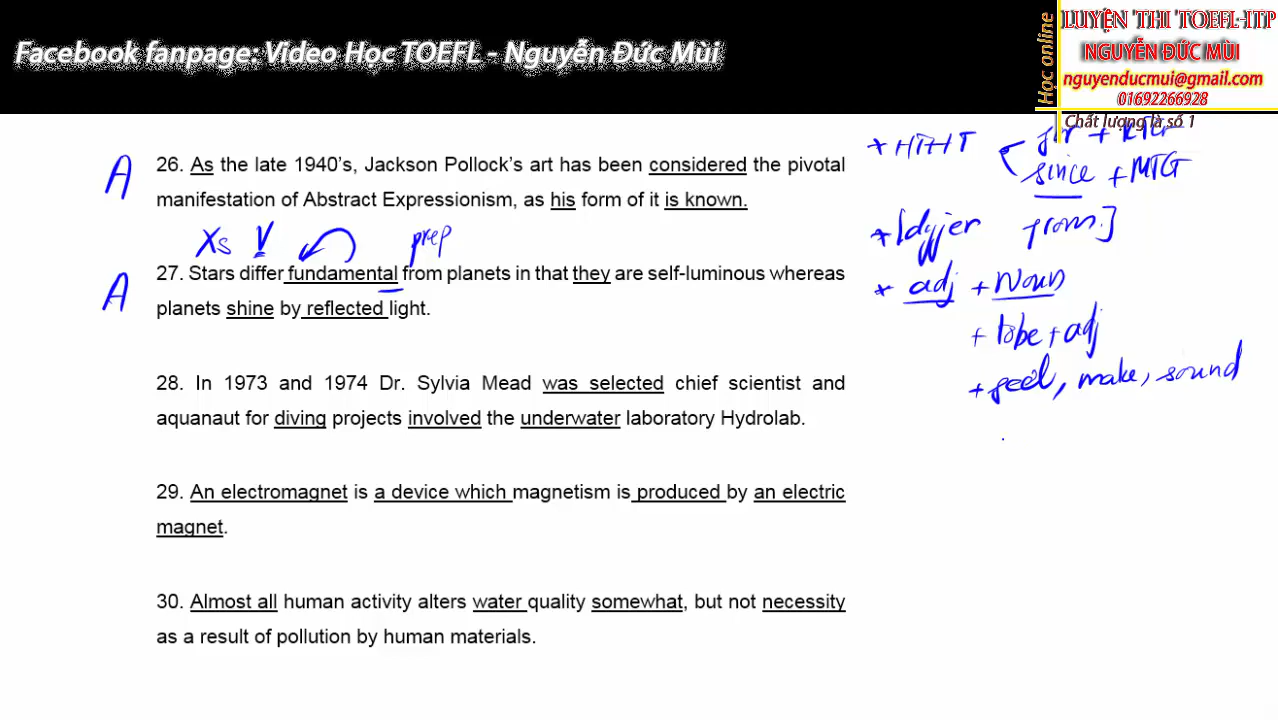 Facebook fanpage: Video Học TOEFL - Nguyễn Đức Mùi
Học online
LUYỆN THI TOEFL-ITP
NGUYỄN ĐỨC MÙI
nguyenducmui@gmail.com
01692266928
Chất lượng là số 1
A
26. As the late 1940's, Jackson Pollock's art has been considered the pivotal
manifestation of Abstract Expressionism, as his form of it is known.
Xs V prep
A
27. Stars differ fundamental from planets in that they are self-luminous whereas
planets shine by reflected light.
28. In 1973 and 1974 Dr. Sylvia Mead was selected chief scientist and
aquanaut for diving projects involved the underwater laboratory Hydrolab.
29. An electromagnet is a device which magnetism is produced by an electric
magnet.
30. Almost all human activity alters water quality somewhat, but not necessity
as a result of pollution by human materials.
* HTHT
since + MTG
* adj + Noun
+ tobe + adj
+ feel, make, sound